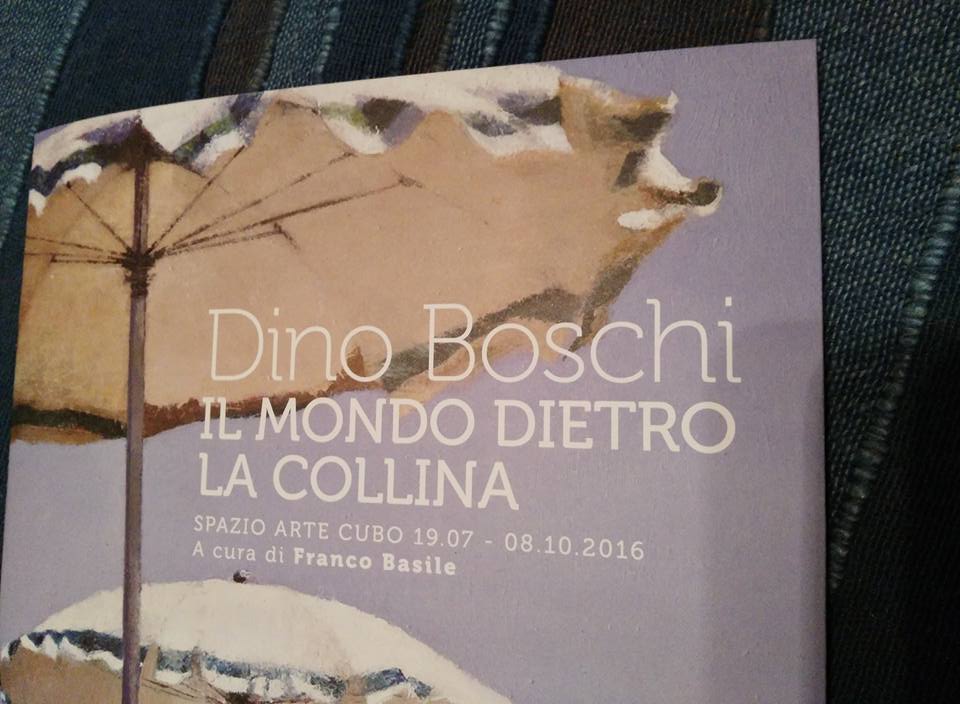 Dino Boschi
IL MONDO DIETRO
LA COLLINA
SPAZIO ARTE CUBO 19.07 - 08.10.2016
A cura di Franco Basile